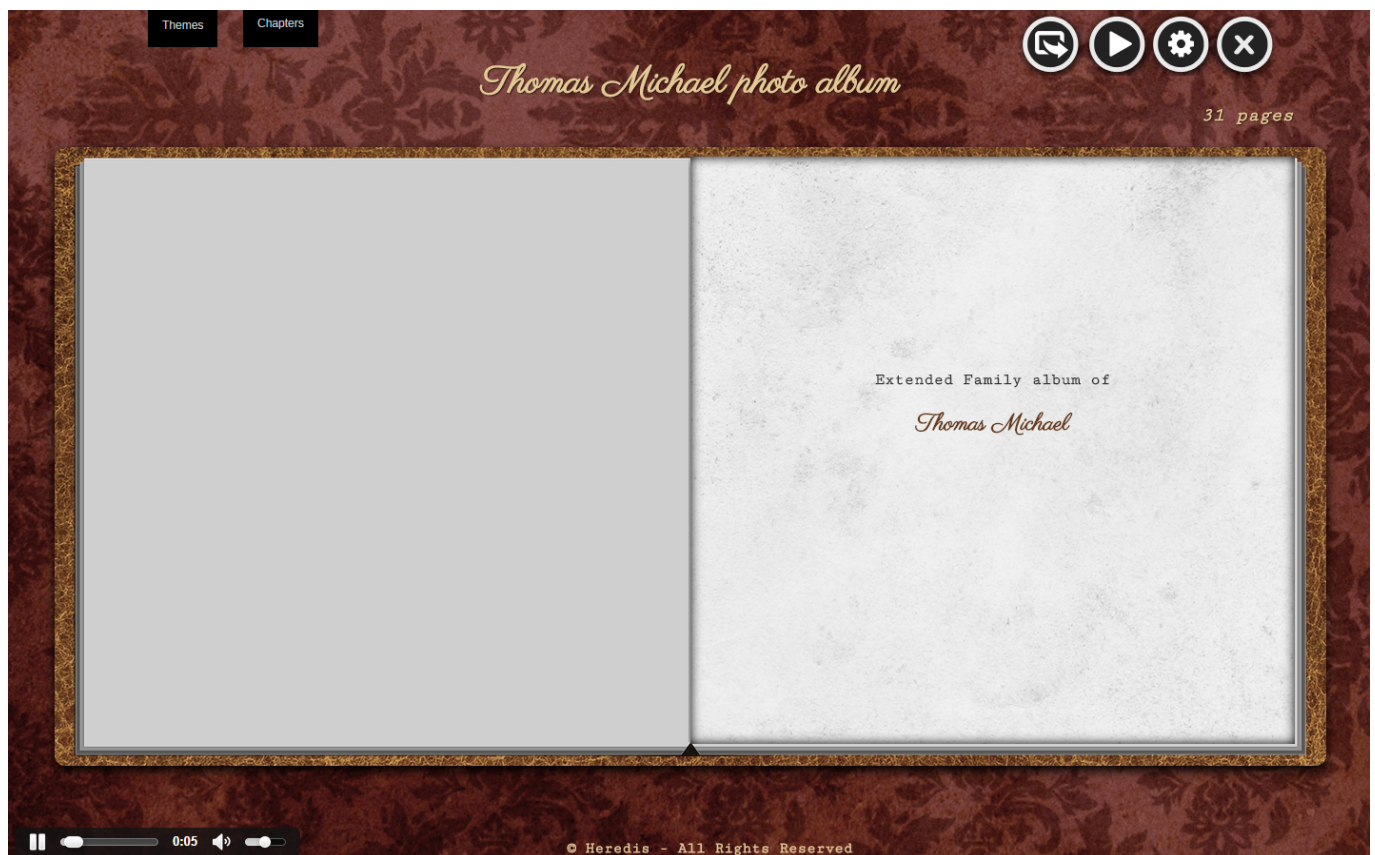 Themes
Chapters
Thomas Michael photo album
31 pages
Extended Family album of
Thomas Michael
0:05
© Heredis - All Rights Reserved